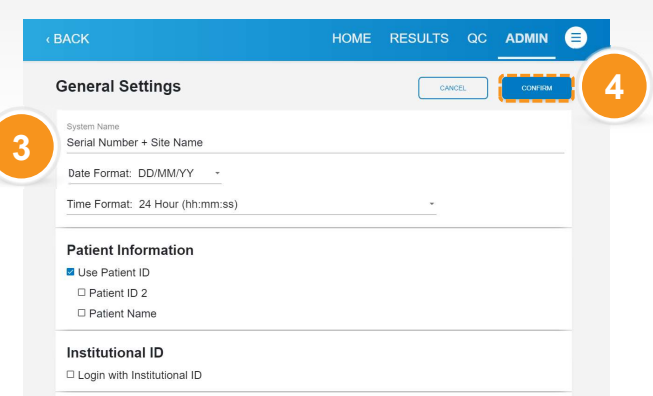 ‹ BACK HOME RESULTS QC ADMIN
General Settings CANCEL CONFIRM 4
3
System Name
Serial Number + Site Name
Date Format: DD/MM/YY
Time Format: 24 Hour (hh:mm:ss)
Patient Information
Use Patient ID
Patient ID 2
Patient Name
Institutional ID
Login with Institutional ID